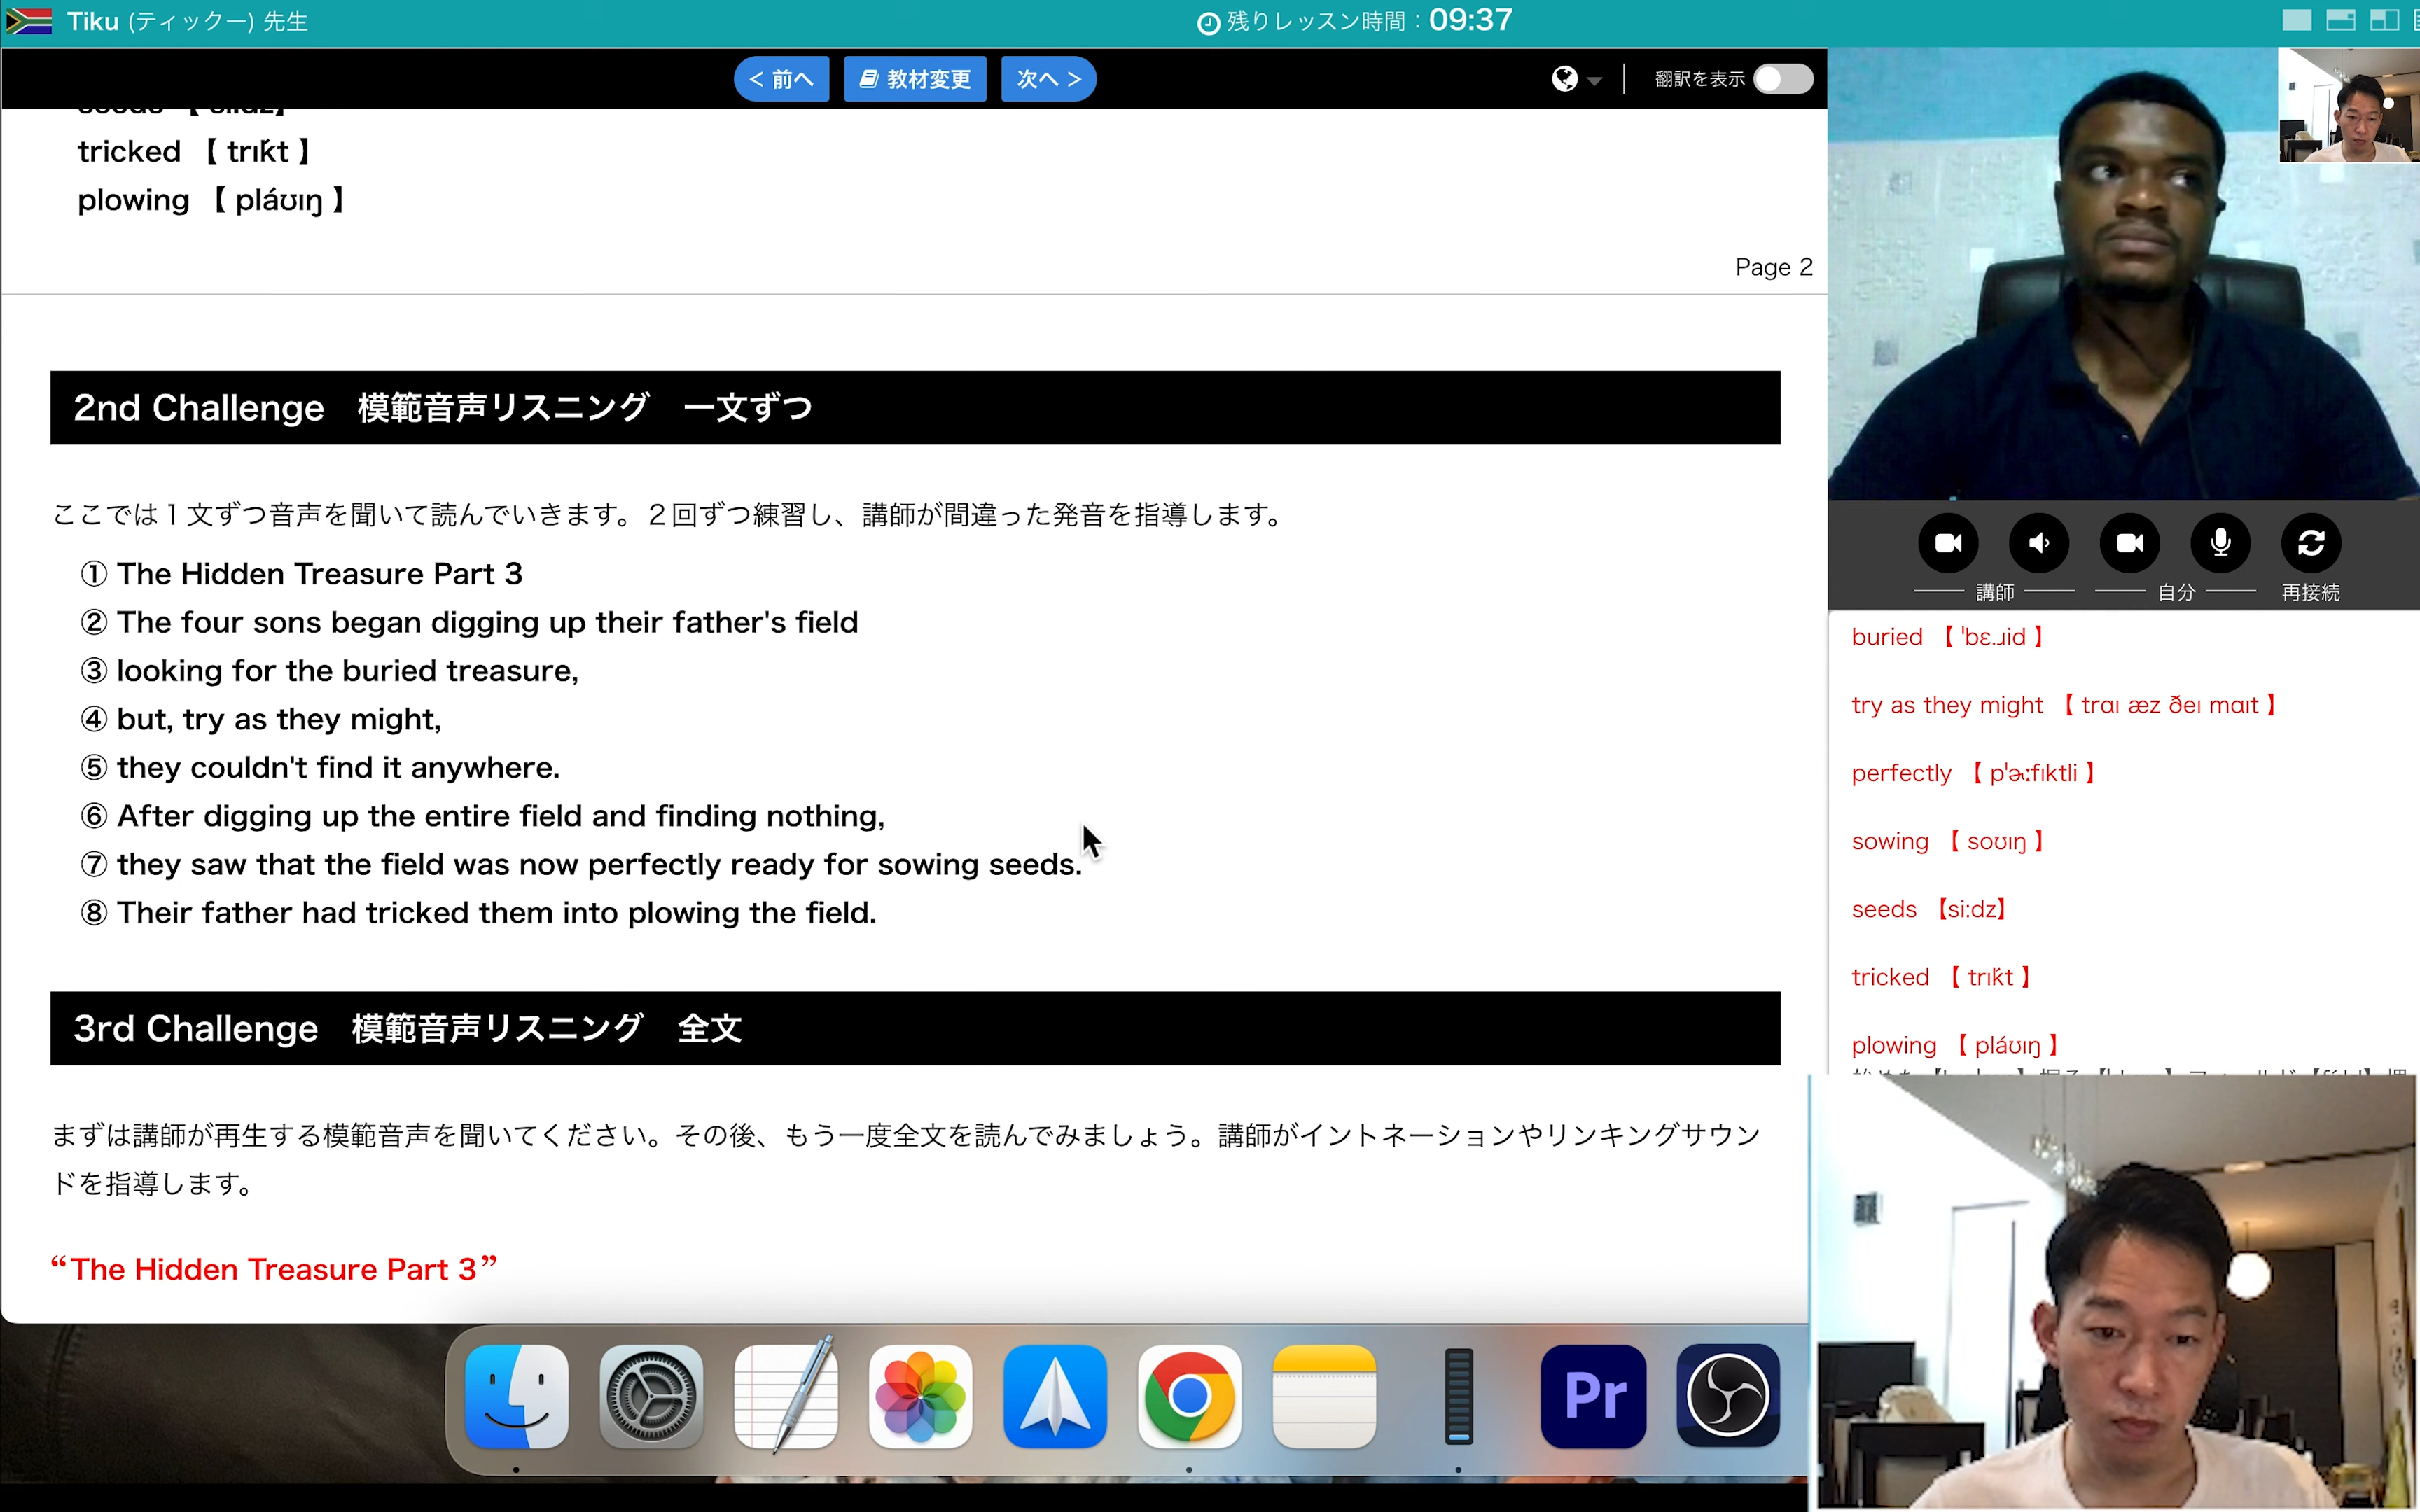 Tiku (ティックー) 先生
残りレッスン時間：09:37
< 前へ
教材変更
次へ >
翻訳を表示
tricked 【 trɪḱt 】
plowing 【 pláʊɪŋ 】
Page 2
2nd Challenge　模範音声リスニング　一文ずつ
ここでは１文ずつ音声を聞いて読んでいきます。２回ずつ練習し、講師が間違った発音を指導します。
① The Hidden Treasure Part 3
② The four sons began digging up their father's field
③ looking for the buried treasure,
④ but, try as they might,
⑤ they couldn't find it anywhere.
⑥ After digging up the entire field and finding nothing,
⑦ they saw that the field was now perfectly ready for sowing seeds.
⑧ Their father had tricked them into plowing the field.
3rd Challenge　模範音声リスニング　全文
まずは講師が再生する模範音声を聞いてください。その後、もう一度全文を読んでみましょう。講師がイントネーションやリンキングサウン
ドを指導します。
“The Hidden Treasure Part 3”
講師
自分
再接続
buried 【 ˈbɛ.ɹid 】
try as they might 【 traɪ æz ðeɪ maɪt 】
perfectly 【 pˈɚːfɪktli 】
sowing 【 soʊɪŋ 】
seeds 【si:dz】
tricked 【 trɪḱt 】
plowing 【 pláʊɪŋ 】
Pr